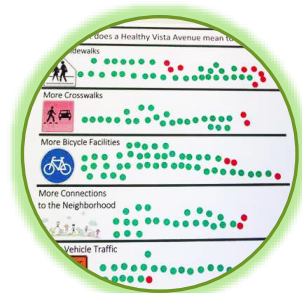 does a Healthy Vista Avenue mean to
dewalks
More Crosswalks
More Bicycle Facilities
More Connections
to the Neighborhood
Vehicle Traffic